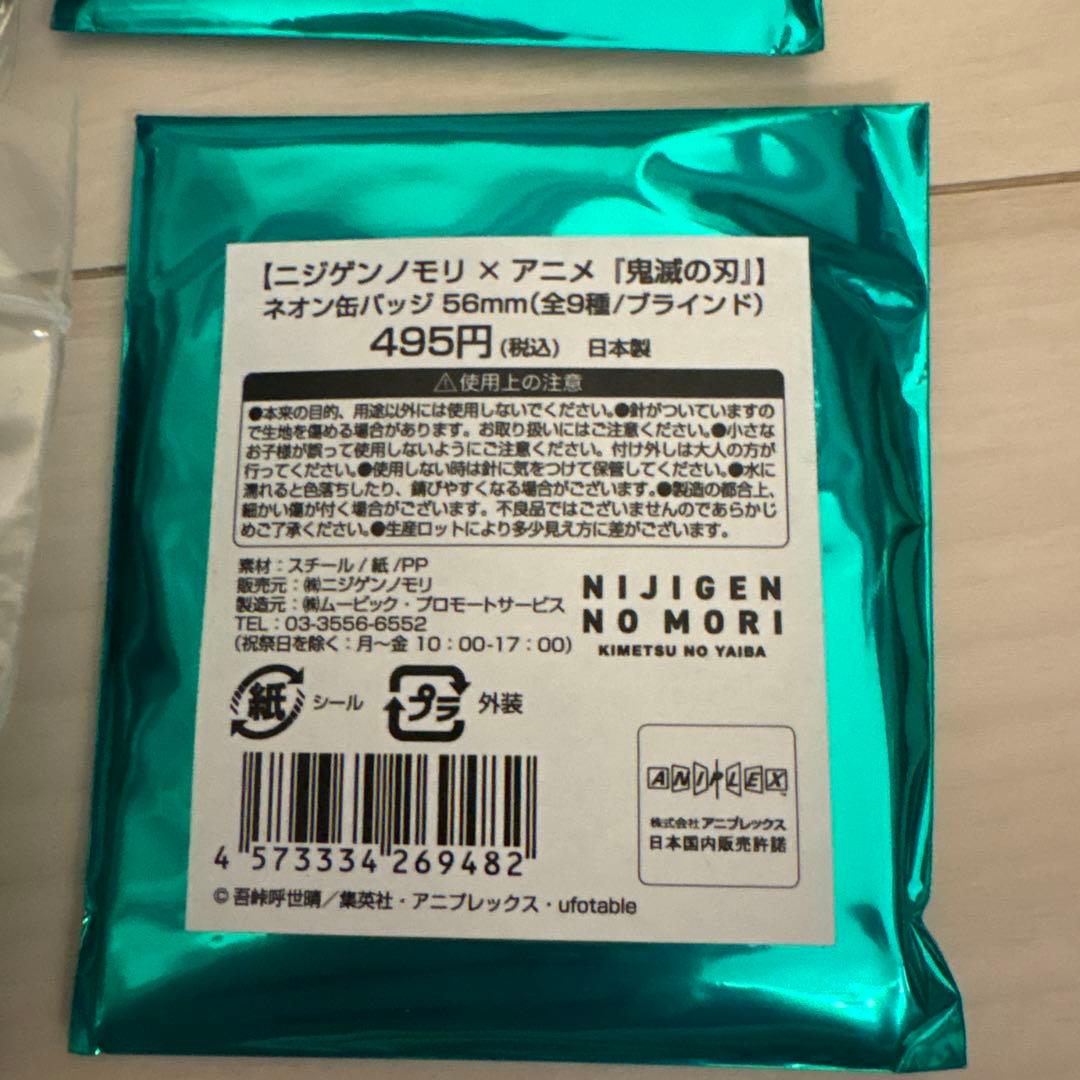 【ニジゲンノモリ × アニメ『鬼滅の刃』】
ネオン缶バッジ 56mm(全9種/ブラインド)
495円(税込) 日本製
⚠使用上の注意
●本来の目的、用途以外には使用しないでください。●針がついていますの
で生地を傷める場合があります。お取り扱いにはご注意ください。●小さな
お子様が誤って使用しないようにご注意ください。付け外しは大人の方が
行ってください。●使用しない時は針に気をつけて保管してください。●水に
濡れると色落ちしたり、錆びやすくなる場合がございます。●製造の都合上、
細かい傷が付く場合がございます。不良品ではございませんのであらかじ
めご了承ください。●生産ロットにより多少見え方に差がございます。
素材:スチール/紙/PP
販売元:㈱ニジゲンノモリ
製造元:㈱ムービック・プロモートサービス
TEL:03-3556-6552
(祝祭日を除く:月〜金 10:00-17:00)
NIJIGEN
NO MORI
KIMETSU NO YAIBA
紙 シール プラ 外装
4 573334 269482
ANIPLEX™
株式会社アニプレックス
日本国内販売許諾
©吾峠呼世晴/集英社・アニプレックス・ufotable